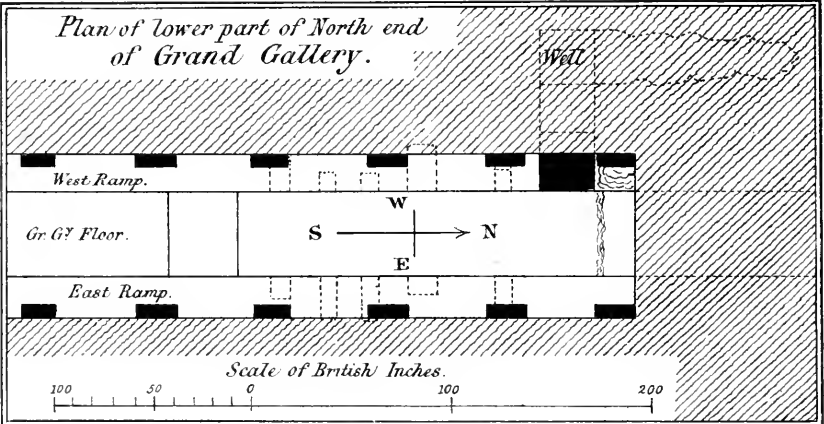 Plan of lower part of North end
of Grand Gallery.
Well
West Ramp.
W
Gr. Gy. Floor.
S
N
E
East Ramp.
Scale of British Inches.
100 50 0 100 200